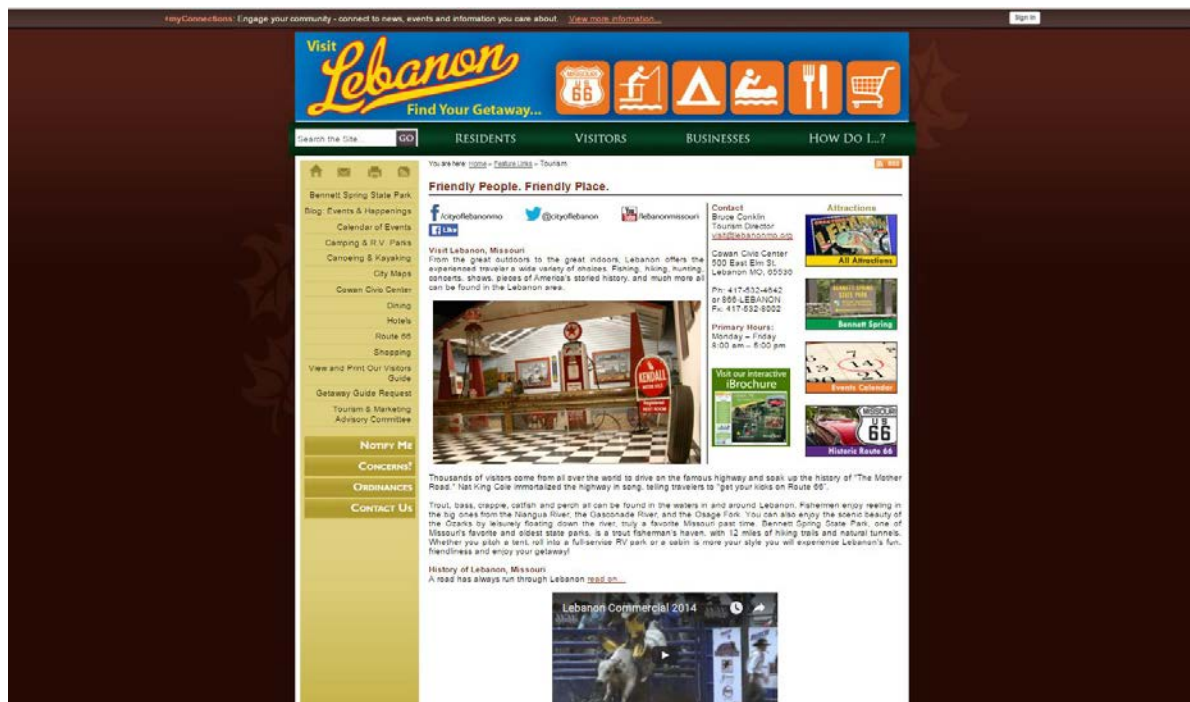 #myConnections: Engage your community - connect to news, events and information you care about. View more information...
Sign In
Visit
Lebanon
Find Your Getaway...
MISSOURI
US
66
Search the Site...
GO
RESIDENTS
VISITORS
BUSINESSES
HOW DO I...?
You are here: Home » Feature Links » Tourism
RSS
Bennett Spring State Park
Blog: Events & Happenings
Calendar of Events
Camping & R.V. Parks
Canoeing & Kayaking
City Maps
Cowan Civic Center
Dining
Hotels
Route 66
Shopping
View and Print Our Visitors
Guide
Getaway Guide Request
Tourism & Marketing
Advisory Committee
NOTIFY ME
CONCERNS?
ORDINANCES
CONTACT US
Friendly People. Friendly Place.
/cityoflebanonmo
@cityoflebanon
You
lebanonmissouri
Like
Visit Lebanon, Missouri
From the great outdoors to the great indoors, Lebanon offers the
experienced traveler a wide variety of choices. Fishing, hiking, hunting,
concerts, shows, pieces of America's storied history, and much more all
can be found in the Lebanon area.
KENDALL
Contact
Bruce Conklin
Tourism Director
visit@lebanonmo.org
Cowan Civic Center
500 East Elm St.
Lebanon MO, 65536
Ph: 417-532-4642
or 866-LEBANON
Fx: 417-532-8002
Primary Hours:
Monday – Friday
8:00 am – 5:00 pm
Visit our interactive
iBrochure
Attractions
LEBANON
All Attractions
BENNETT SPRING
STATE PARK
Bennett Spring
7
14
21
Events Calendar
MISSOURI
US
66
Historic Route 66
Thousands of visitors come from all over the world to drive on the famous highway and soak up the history of "The Mother
Road." Nat King Cole immortalized the highway in song, telling travelers to "get your kicks on Route 66".
Trout, bass, crappie, catfish and perch all can be found in the waters in and around Lebanon. Fishermen enjoy reeling in
the big ones from the Niangua River, the Gasconade River, and the Osage Fork. You can also enjoy the scenic beauty of
the Ozarks by leisurely floating down the river, truly a favorite Missouri past time. Bennett Spring State Park, one of
Missouri's favorite and oldest state parks, is a trout fisherman's haven, with 12 miles of hiking trails and natural tunnels.
Whether you pitch a tent, roll into a full-service RV park or a cabin is more your style you will experience Lebanon's fun,
friendliness and enjoy your getaway!
History of Lebanon, Missouri
A road has always run through Lebanon read on...
Lebanon Commercial 2014